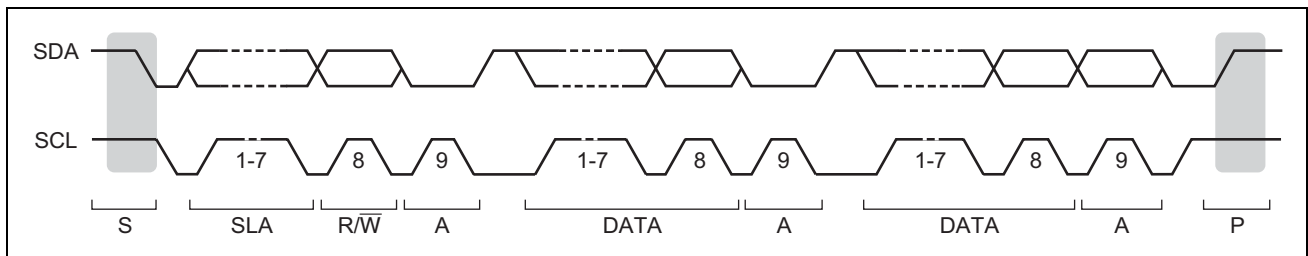 SDA
SCL
1-7 8 9 1-7 8 9 1-7 8 9
S SLA R/W̅ A DATA A DATA A P